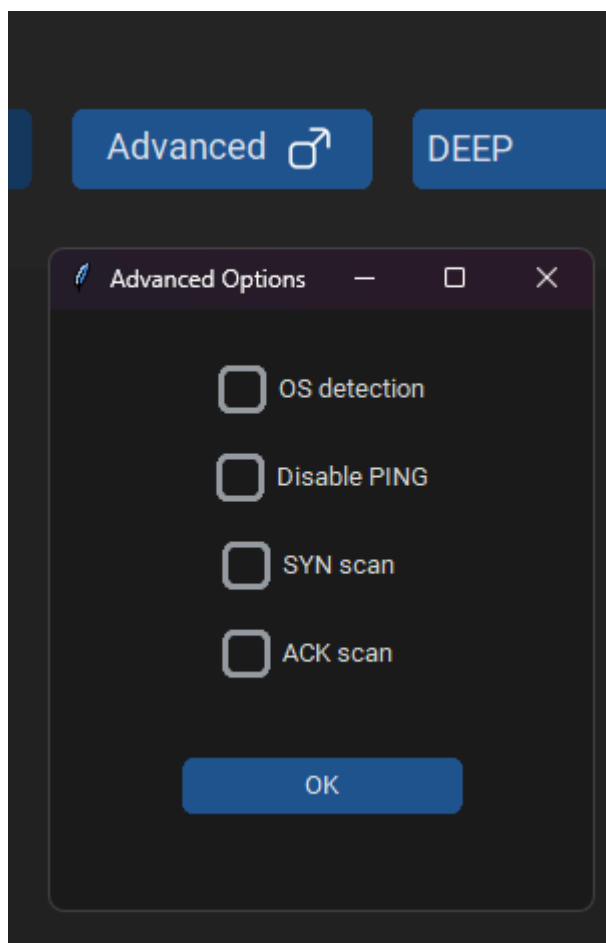 Advanced
DEEP
Advanced Options
OS detection
Disable PING
SYN scan
ACK scan
OK